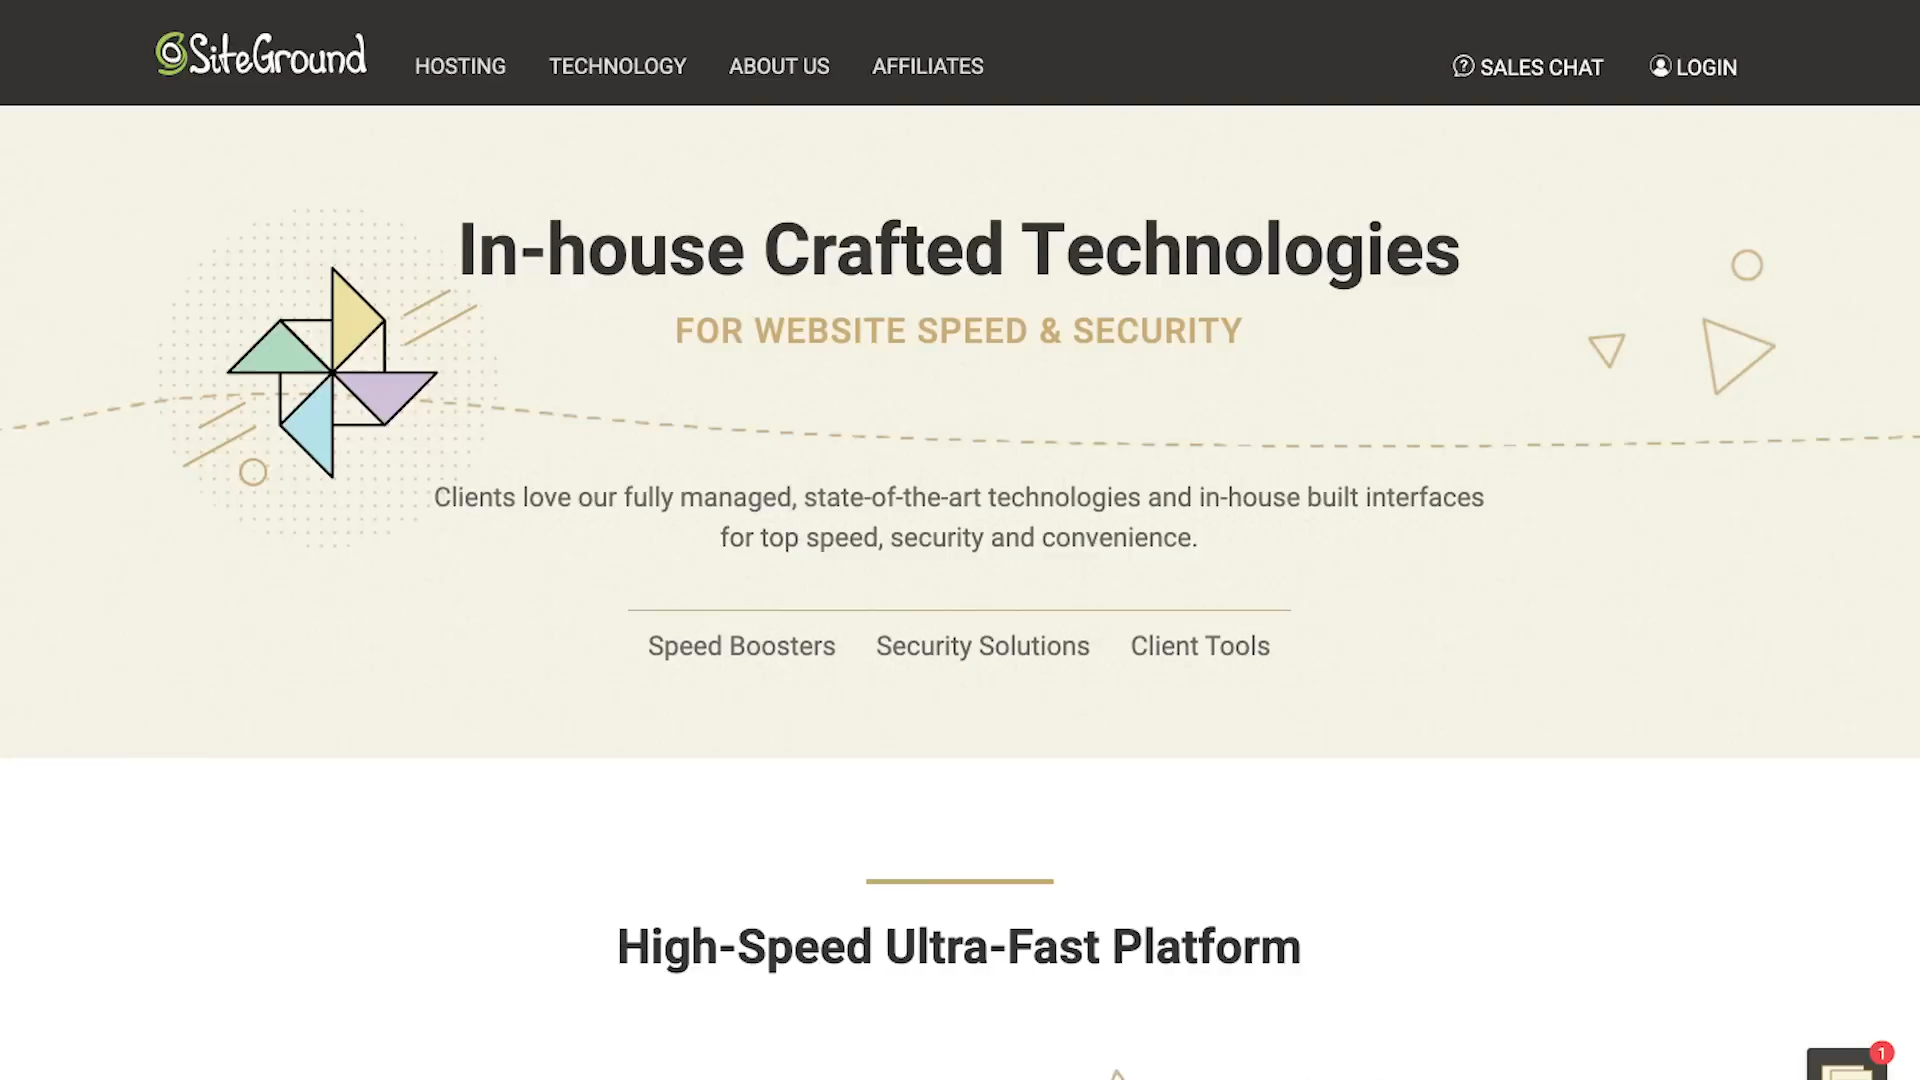 SiteGround HOSTING TECHNOLOGY ABOUT US AFFILIATES SALES CHAT LOGIN
In-house Crafted Technologies
FOR WEBSITE SPEED & SECURITY
Clients love our fully managed, state-of-the-art technologies and in-house built interfaces
for top speed, security and convenience.
Speed Boosters Security Solutions Client Tools
High-Speed Ultra-Fast Platform
1